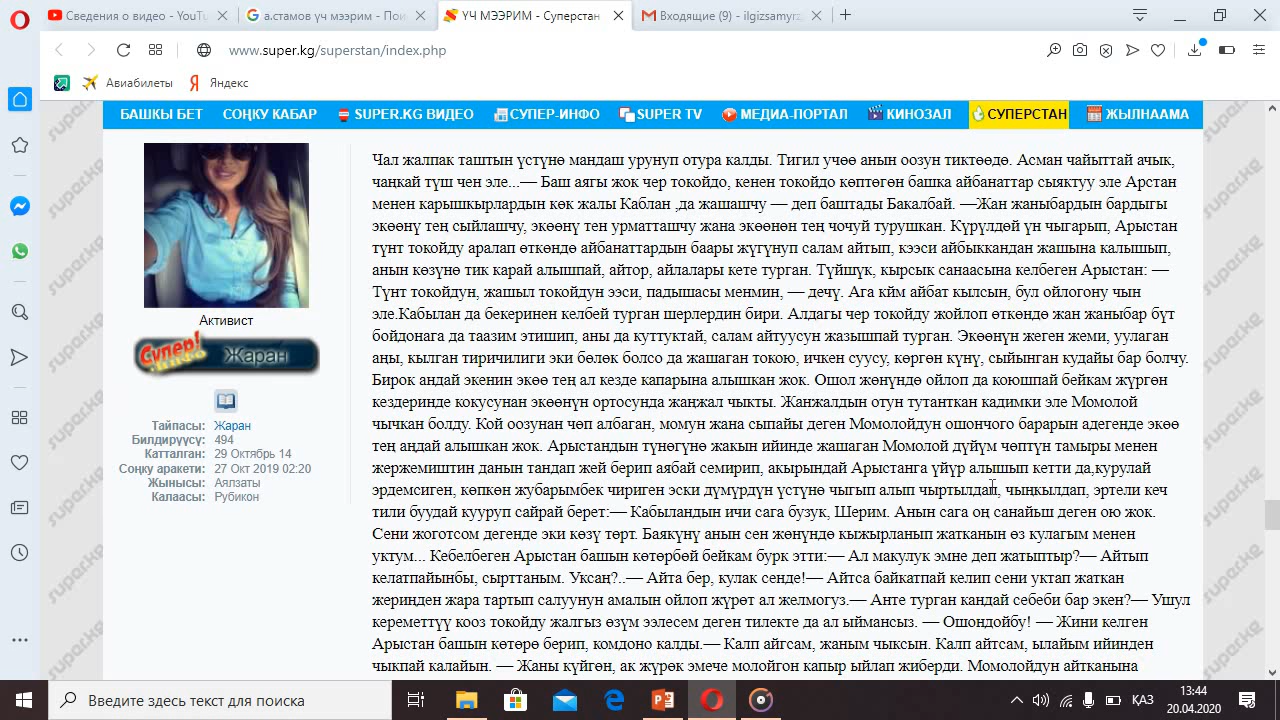 Сведения о видео - YouTu
а.стамов үч мээрим - Пои
ҮЧ МЭЭРИМ - Суперстан
Входящие (9) - ilgizsamyrz
www.super.kg/superstan/index.php
Авиабилеты
Яндекс
БАШКЫ БЕТ СОҢКУ КАБАР SUPER.KG ВИДЕО СУПЕР-ИНФО SUPER TV МЕДИА-ПОРТАЛ КИНОЗАЛ СУПЕРСТАН ЖЫЛНААМА
Активист
Супер! Жаран
Тайпасы: Жаран
Билдирүүсү: 494
Катталган: 29 Октябрь 14
Соңку аракети: 27 Окт 2019 02:20
Жынысы: Аялзаты
Калаасы: Рубикон
Чал жалпак таштын үстүнө мандаш урунуп отура калды. Тигил үчөө анын оозун тиктөөдө. Асман чайыттай ачык,
чаңкай түш чен эле...— Баш аягы жок чер токойдо, кенен токойдо көптөгөн башка айбанаттар сыяктуу эле Арстан
менен карышкырлардын көк жалы Каблан ,да жашашчу — деп баштады Бакалбай. —Жан жаныбардын бардыгы
экөөнү тең сыйлашчу, экөөнү тен урматташчу жана экөөнөн тең чочуй турушкан. Күрүлдөй үн чыгарып, Арыстан
түнт токойду аралап өткөндө айбанаттардын баары жүгүнуп салам айтып, кээси айбыккандан жашына калышып,
анын көзүнө тик карай алышпай, айтор, айлалары кете турган. Түйшүк, кырсык санаасына келбеген Арыстан: —
Түнт токойдун, жашыл токойдун ээси, падышасы менмин, — дечү. Ага кйм айбат кылсын, бул ойлогону чын
эле.Кабылан да бекеринен келбей турган шерлердин бири. Алдагы чер токойду жойлоп өткөндө жан жаныбар бүт
бойдонага да таазим этишип, аны да куттуктай, салам айтуусун жазышпай турган. Экөөнүн жеген жеми, уулаган
аңы, кылган тиричилиги эки бөлөк болсо да жашаган токою, ичкен суусу, көргөн күнү, сыйынган кудайы бар болчу.
Бирок андай экенин экөө тең ал кезде капарына алышкан жок. Ошол жөнүндө ойлоп да коюшпай бейкам жүргөн
кездеринде кокусунан экөөнүн ортосунда жаңжал чыкты. Жанжалдын отун тутанткан кадимки эле Момолой
чычкан болду. Кой оозунан чөп албаган, момун жана сыпайы деген Момолойдун ошончого барарын адегенде экөө
тең андай алышкан жок. Арыстандын түнөгүнө жакын ийинде жашаган Момолой дүйүм чөптүн тамыры менен
жержемиштин данын тандап жей берип аябай семирип, акырындай Арыстанга үйүр алышып кетти да,курулай
эрдемсиген, көпкөн жубарымбек чириген эски дүмүрдүн үстүнө чыгып алып чыртылдап, чыңкылдап, эртели кеч
тили буудай кууруп сайрай берет:— Кабыландын ичи сага бузук, Шерим. Анын сага оң санайыш деген ою жок.
Сени жоготсом дегенде эки көзү төрт. Баякүнү анын сен жөнүндө кыжырланып жатканын өз кулагым менен
уктум... Кебелбеген Арыстан башын көтөрбөй бейкам бурк этти:— Ал макулук эмне деп жатыптыр?— Айтып
келатпайынбы, сырттаным. Уксан?..— Айта бер, кулак сенде!— Айтса байкатпай келип сени уктап жаткан
жериңден жара тартып салуунун амалын ойлоп жүрөт ал желмогуз.— Анте турган кандай себеби бар экен?— Ушул
кереметтүү кооз токойду жалгыз өзүм ээлесем деген тилекте да ал ыймансыз. — Ошондойбу! — Жини келген
Арыстан башын көтөрө берип, комдоно калды.— Калп айгсам, жаным чыксын. Калп айтсам, ылайым ийинден
чыкпай калайын. — Жаны күйгөн, ак жүрөк эмече молойгон капыр ыйлап жиберди. Момолойдун айтканына
Введите здесь текст для поиска
ҚАЗ
13:44
20.04.2020